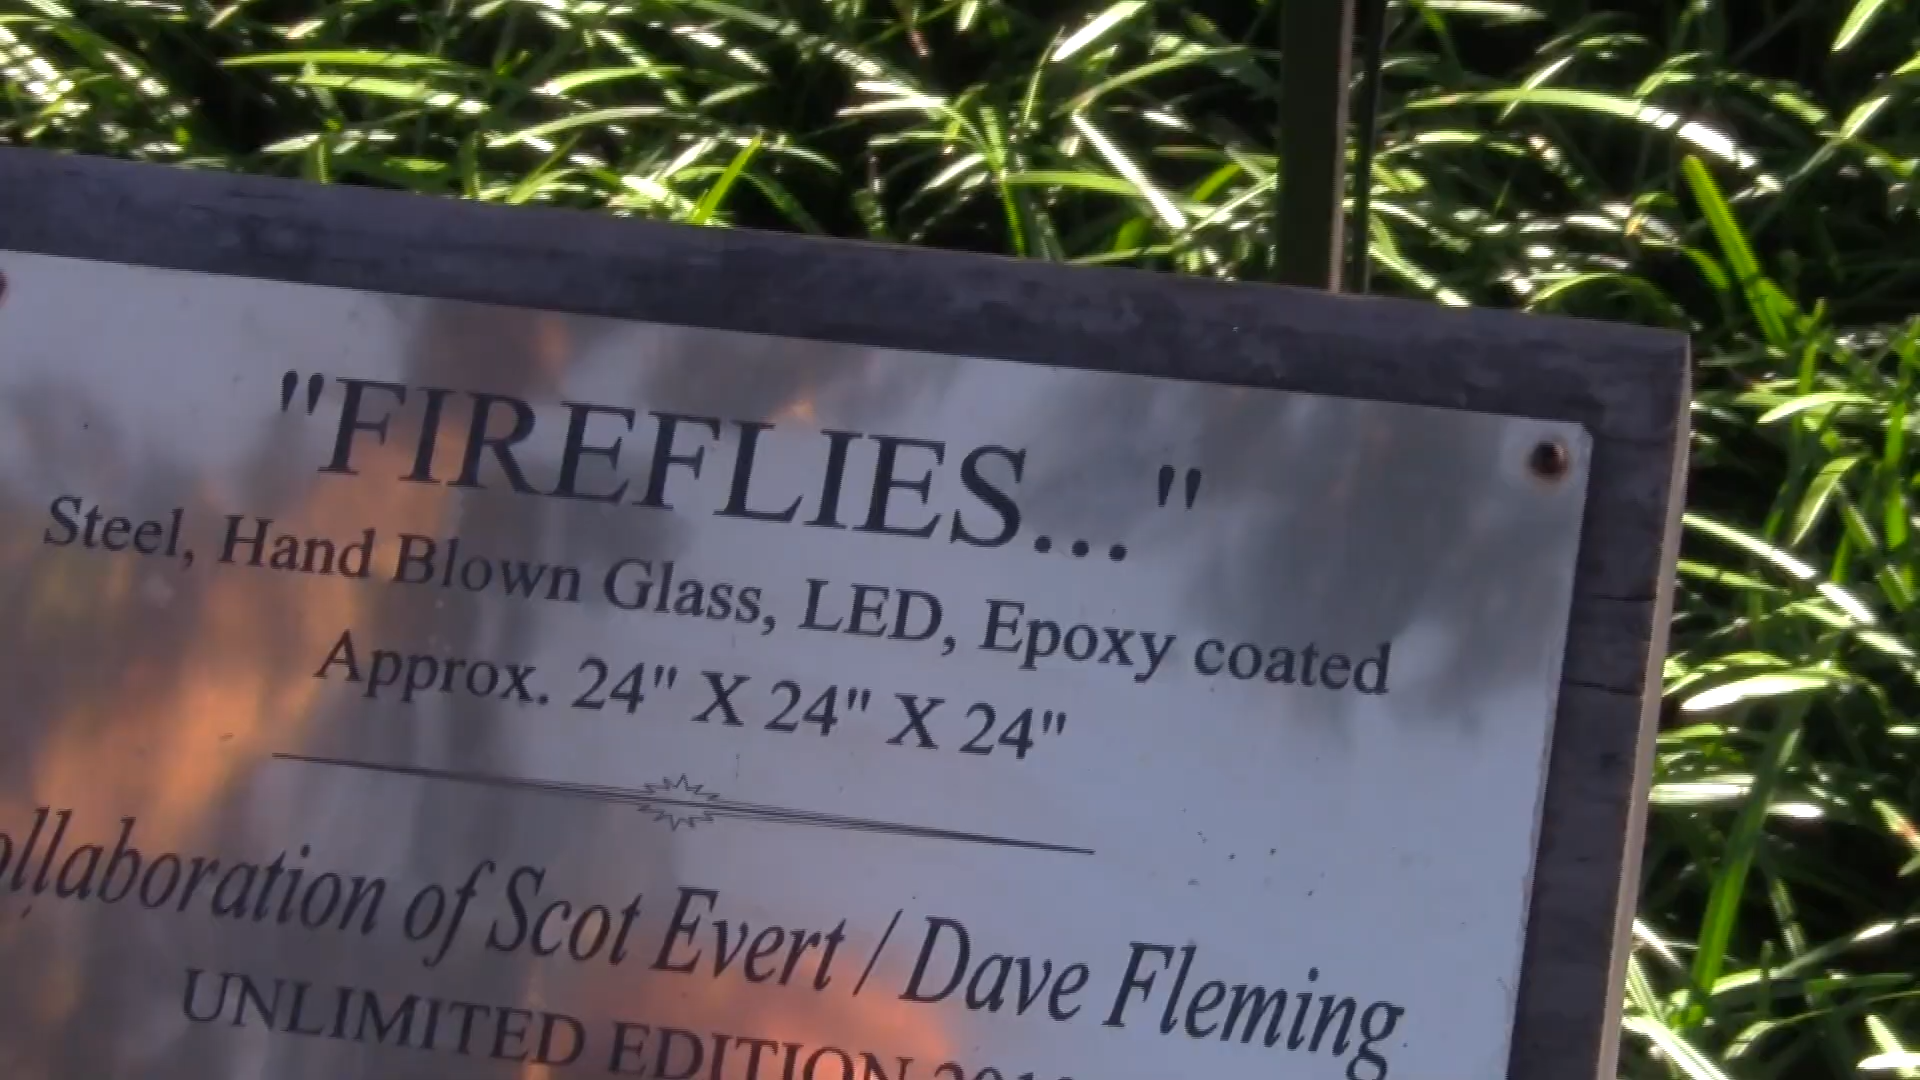 "FIREFLIES..."
Steel, Hand Blown Glass, LED, Epoxy coated
Approx. 24" X 24" X 24"
ollaboration of Scot Evert / Dave Fleming
UNLIMITED EDITION